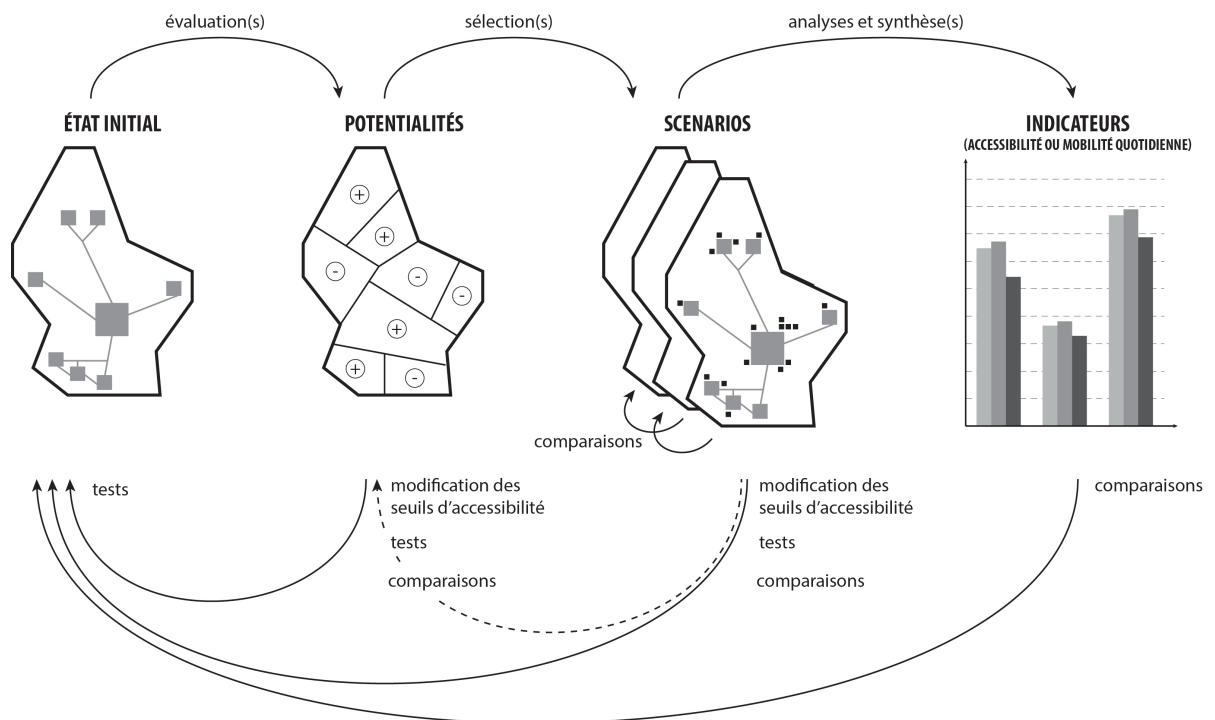 évaluation(s)
sélection(s)
analyses et synthèse(s)
ÉTAT INITIAL
POTENTIALITÉS
SCENARIOS
INDICATEURS
(ACCESSIBILITÉ OU MOBILITÉ QUOTIDIENNE)
+
+
-
-
-
+
+
-
comparaisons
tests
modification des
seuils d'accessibilité
tests
comparaisons
modification des
seuils d'accessibilité
tests
comparaisons
comparaisons